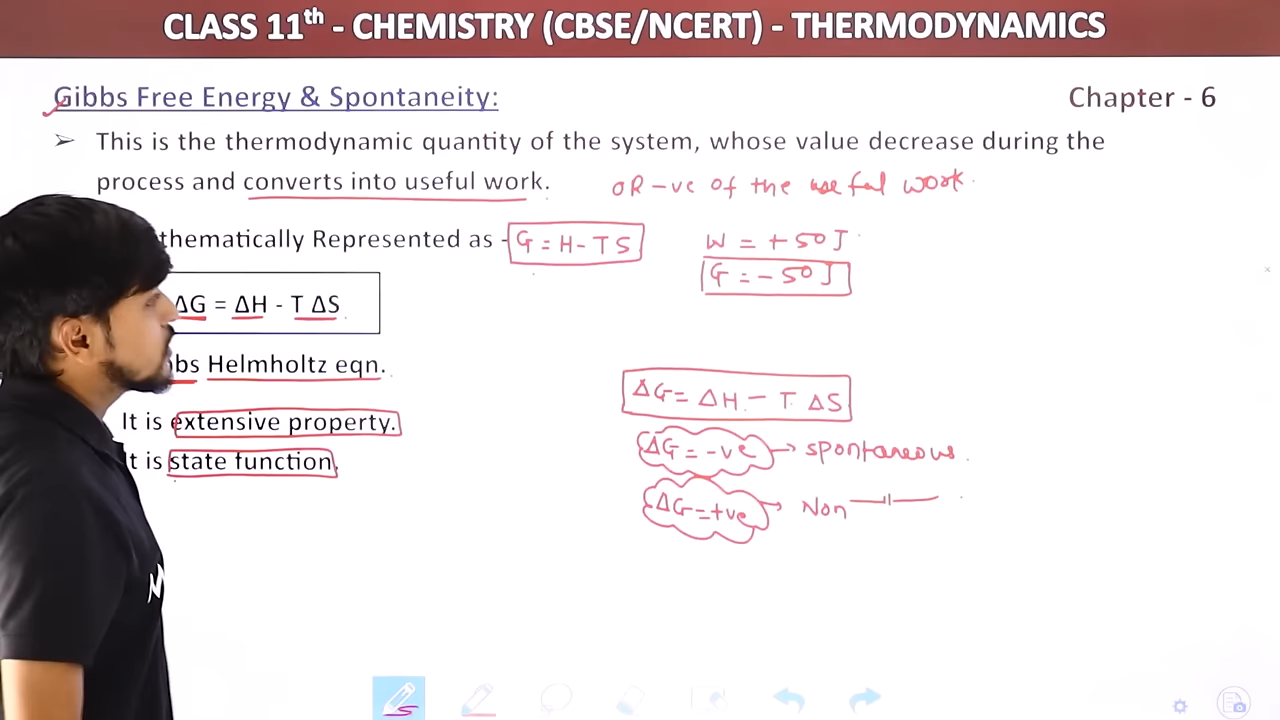 CLASS 11th - CHEMISTRY (CBSE/NCERT) - THERMODYNAMICS
Gibbs Free Energy & Spontaneity:
Chapter - 6
➢ This is the thermodynamic quantity of the system, whose value decrease during the
process and converts into useful work.
OR -ve of the useful work.
thematically Represented as - G = H - TS
W = +50J
G = -50J
ΔG = ΔH - T ΔS
bs Helmholtz eqn.
ΔG = ΔH - T ΔS
It is extensive property.
ΔG = -ve → spontaneous.
It is state function.
ΔG = +ve → Non —॥—